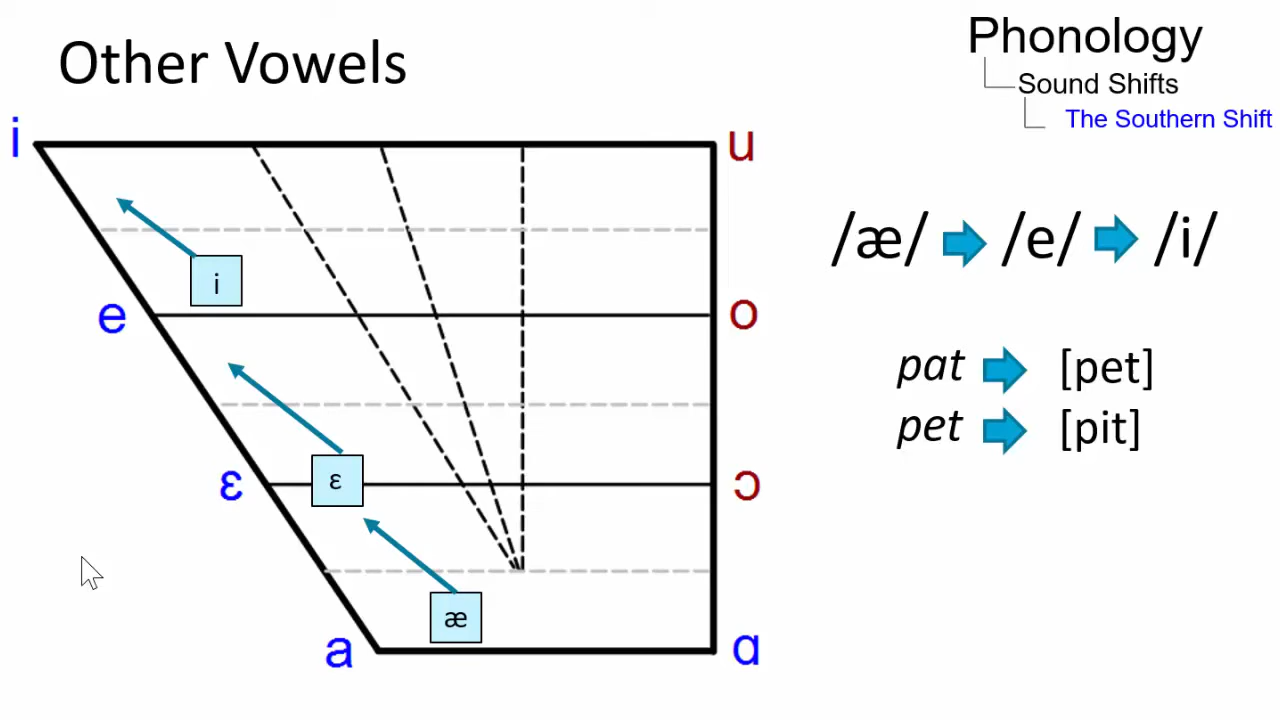 Other Vowels
Phonology
Sound Shifts
The Southern Shift
i
u
/æ/ /e/ /i/
i
e
o
pat [pet]
pet [pit]
ɛ
ɛ
ɔ
æ
a
ɑ